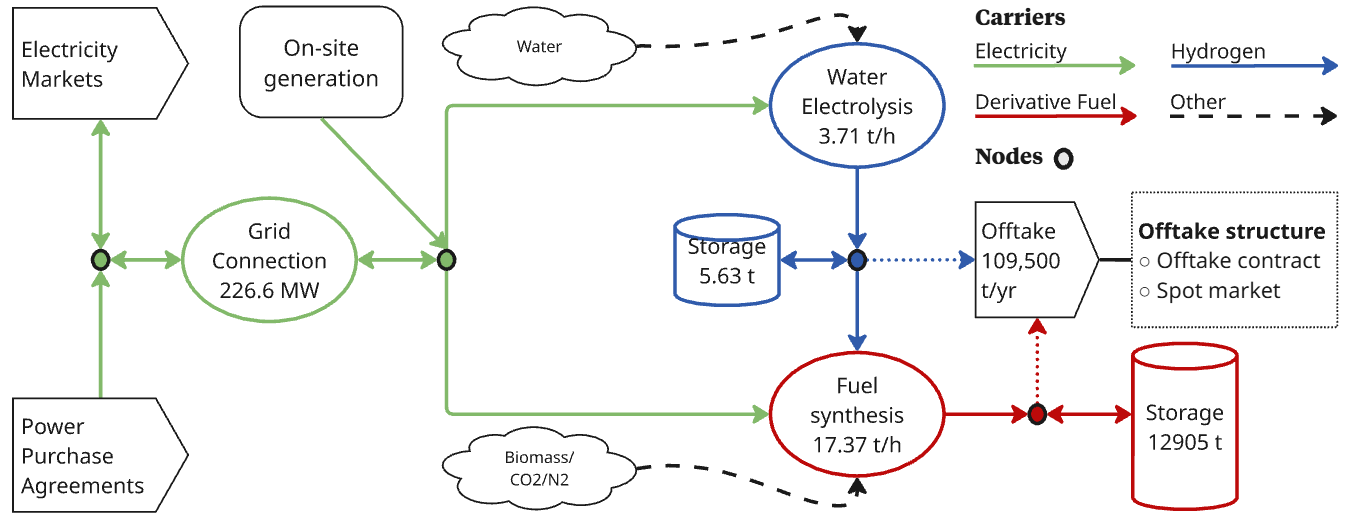 Electricity
Markets
On-site
generation
Water
Water
Electrolysis
3.71 t/h
Carriers
Electricity
Hydrogen
Derivative Fuel
Other
Nodes
Grid
Connection
226.6 MW
Storage
5.63 t
Offtake
109,500
t/yr
Offtake structure
○ Offtake contract
○ Spot market
Power
Purchase
Agreements
Biomass/
CO2/N2
Fuel
synthesis
17.37 t/h
Storage
12905 t